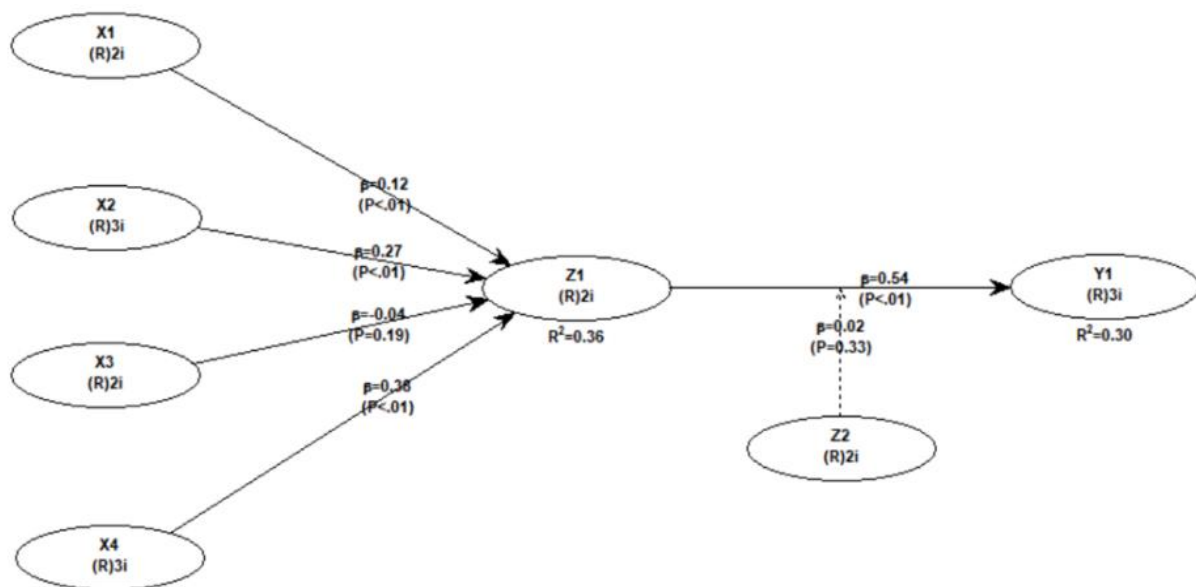 X1
(R)2i
β=0.12
(P<.01)
X2
(R)3i
β=0.27
(P<.01)
Z1
(R)2i
R²=0.36
β=0.54
(P<.01)
Y1
(R)3i
R²=0.30
β=-0.04
(P=0.19)
X3
(R)2i
β=0.02
(P=0.33)
β=0.38
(P<.01)
Z2
(R)2i
X4
(R)3i